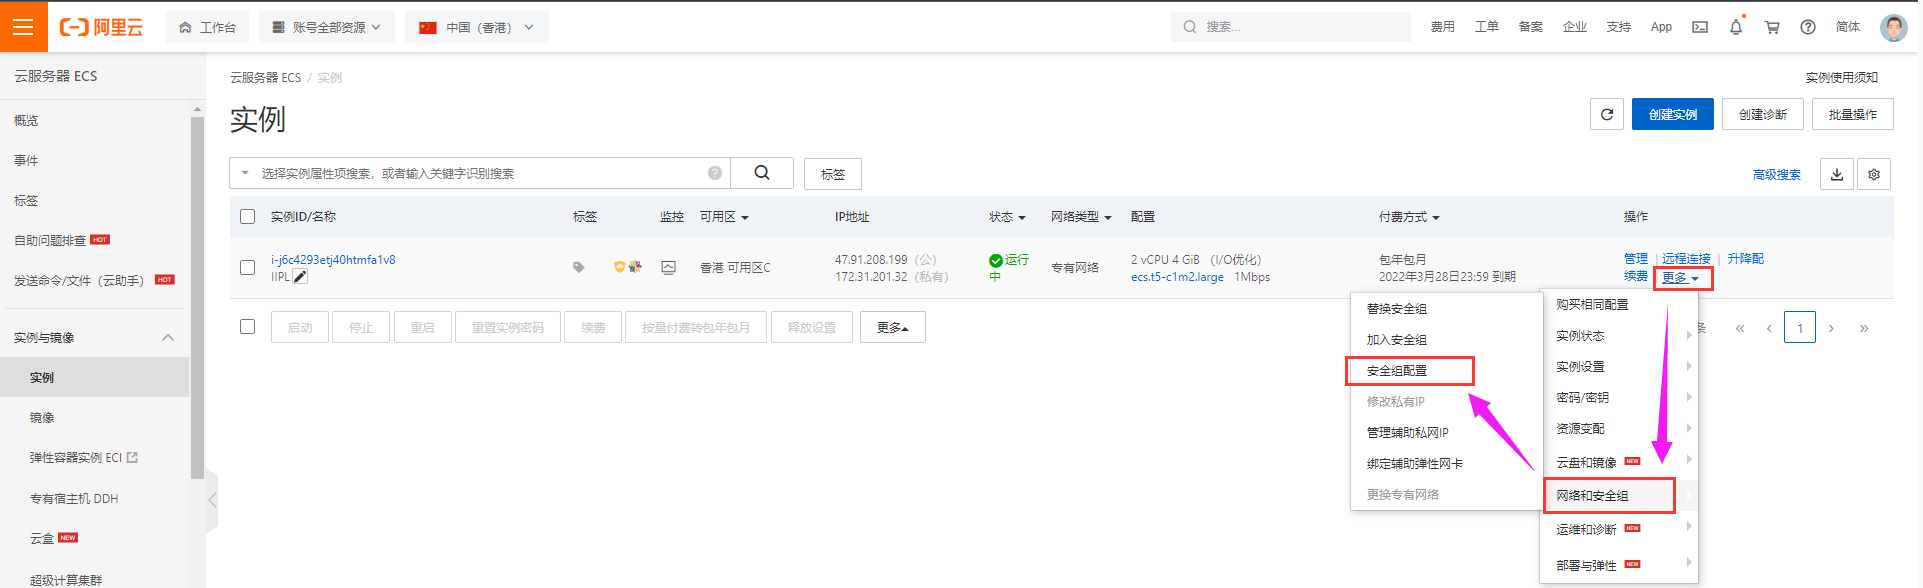 阿里云
工作台
账号全部资源
中国（香港）
搜索...
费用
工单
备案
企业
支持
App
简体
云服务器 ECS
概览
事件
标签
自助问题排查 HOT
发送命令/文件（云助手） HOT
实例与镜像
实例
镜像
弹性容器实例 ECI
专有宿主机 DDH
云盒 NEW
超级计算集群
云服务器 ECS / 实例
实例使用须知
实例
创建实例
创建诊断
批量操作
选择实例属性项搜索，或者输入关键字识别搜索
标签
高级搜索
实例ID/名称
标签
监控
可用区
IP地址
状态
网络类型
配置
付费方式
操作
i-j6c4293etj40htmfa1v8
IIPL
香港 可用区C
47.91.208.199（公）
172.31.201.32（私有）
运行
中
专有网络
2 vCPU 4 GiB （I/O优化）
ecs.t5-c1m2.large 1Mbps
包年包月
2022年3月28日23:59 到期
管理 | 远程连接 | 升降配
续费
更多
启动
停止
重启
重置实例密码
续费
按量付费转包年包月
释放设置
更多
条
« ‹ 1 › »
替换安全组
加入安全组
安全组配置
修改私有IP
管理辅助私网IP
绑定辅助弹性网卡
更换专有网络
购买相同配置
实例状态
实例设置
密码/密钥
资源变配
云盘和镜像 NEW
网络和安全组
运维和诊断 NEW
部署与弹性 NEW